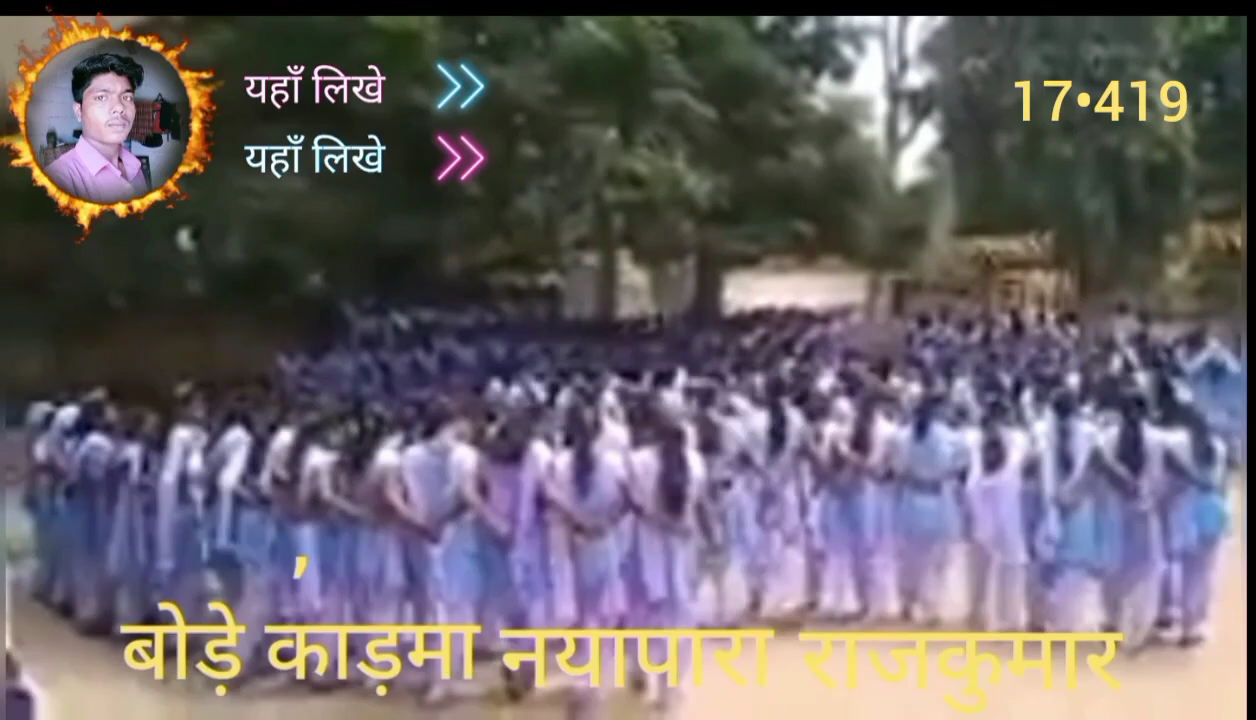 यहाँ लिखे >>
यहाँ लिखे >>
17•419
,
बोड़े काड़मा नयापारा राजकुमार